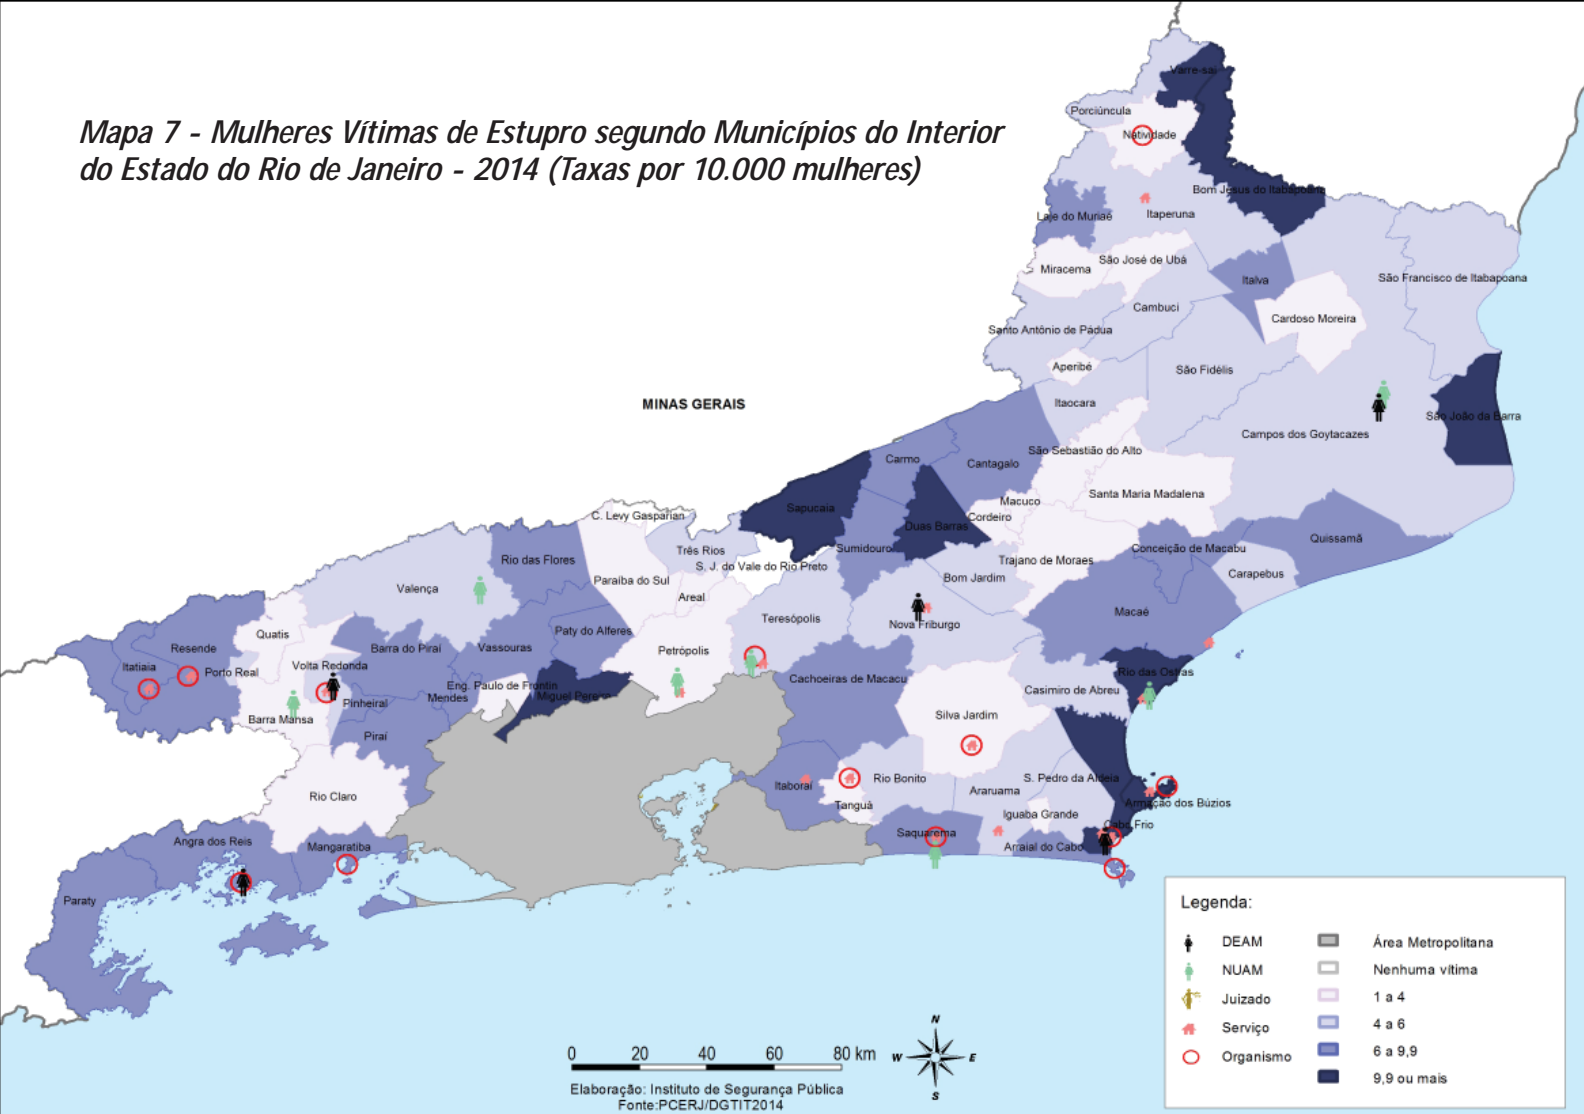 Mapa 7 - Mulheres Vítimas de Estupro segundo Municípios do Interior
do Estado do Rio de Janeiro - 2014 (Taxas por 10.000 mulheres)
Varre-sai
Porciúncula
Natividade
Bom Jesus do Itabapoana
Laje do Muriaé
Itaperuna
São José de Ubá
Miracema
Italva
São Francisco de Itabapoana
Cambuci
Cardoso Moreira
Santo Antônio de Pádua
Aperibé
São Fidélis
MINAS GERAIS
Itaocara
São João da Barra
Campos dos Goytacazes
São Sebastião do Alto
Carmo
Cantagalo
Santa Maria Madalena
Macuco
Sapucaia
C. Levy Gasparian
Cordeiro
Duas Barras
Quissamã
Três Rios
Sumidouro
Conceição de Macabu
Rio das Flores
Trajano de Moraes
S. J. do Vale do Rio Preto
Carapebus
Paraíba do Sul
Bom Jardim
Valença
Areal
Macaé
Teresópolis
Nova Friburgo
Paty do Alferes
Quatis
Resende
Barra do Piraí
Vassouras
Petrópolis
Itatiaia
Volta Redonda
Porto Real
Rio das Ostras
Cachoeiras de Macacu
Eng. Paulo de Frontin
Casimiro de Abreu
Mendes
Miguel Pereira
Pinheiral
Silva Jardim
Barra Mansa
Piraí
Rio Bonito
S. Pedro da Aldeia
Itaboraí
Araruama
Rio Claro
Tanguá
Armação dos Búzios
Iguaba Grande
Cabo Frio
Saquarema
Angra dos Reis
Mangaratiba
Arraial do Cabo
Paraty
Legenda:
DEAM
Área Metropolitana
NUAM
Nenhuma vítima
Juizado
1 a 4
Serviço
4 a 6
Organismo
6 a 9,9
9,9 ou mais
N
W
E
S
0 20 40 60 80 km
Elaboração: Instituto de Segurança Pública
Fonte:PCERJ/DGTIT2014